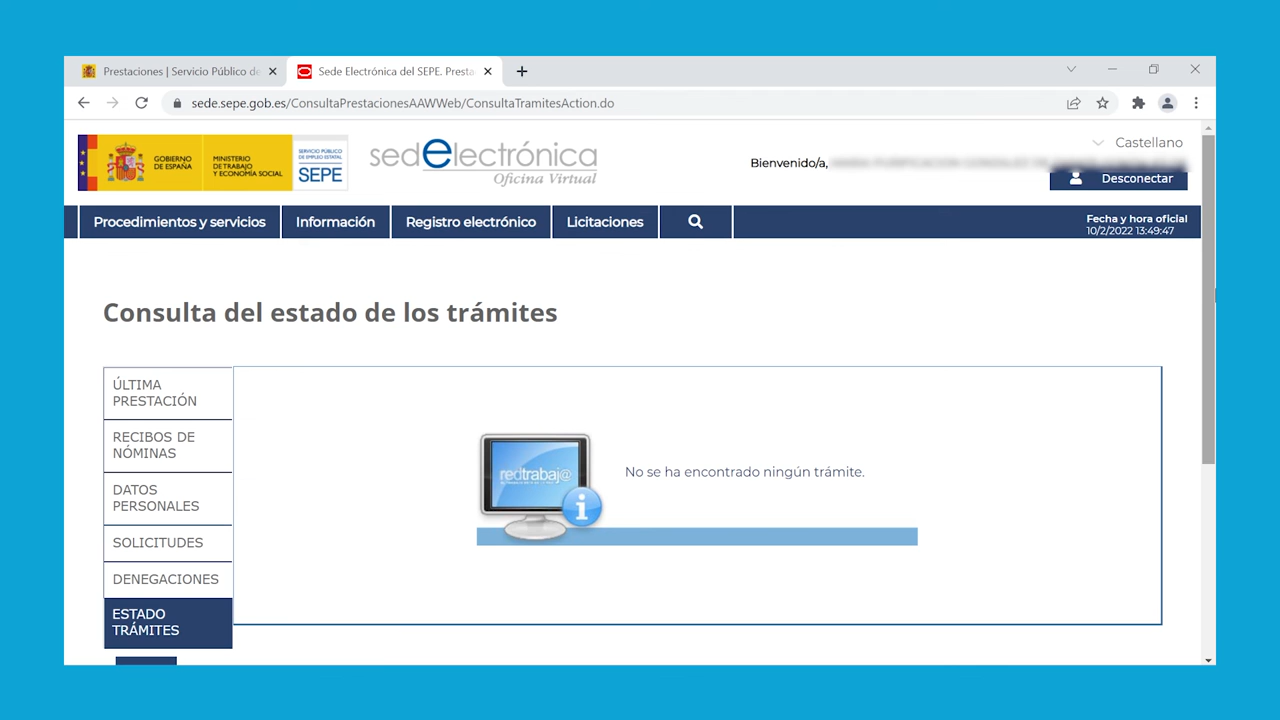 Prestaciones | Servicio Público de
Sede Electrónica del SEPE. Presta
sede.sepe.gob.es/ConsultaPrestacionesAAWWeb/ConsultaTramitesAction.do
GOBIERNO
DE ESPAÑA
MINISTERIO
DE TRABAJO
Y ECONOMÍA SOCIAL
SERVICIO PÚBLICO
DE EMPLEO ESTATAL
SEPE
sedelectrónica
Oficina Virtual
Castellano
Bienvenido/a,
Desconectar
Procedimientos y servicios
Información
Registro electrónico
Licitaciones
Fecha y hora oficial
10/2/2022 13:49:47
Consulta del estado de los trámites
ÚLTIMA
PRESTACIÓN
RECIBOS DE
NÓMINAS
DATOS
PERSONALES
SOLICITUDES
DENEGACIONES
ESTADO
TRÁMITES
redtrabaj@
No se ha encontrado ningún trámite.